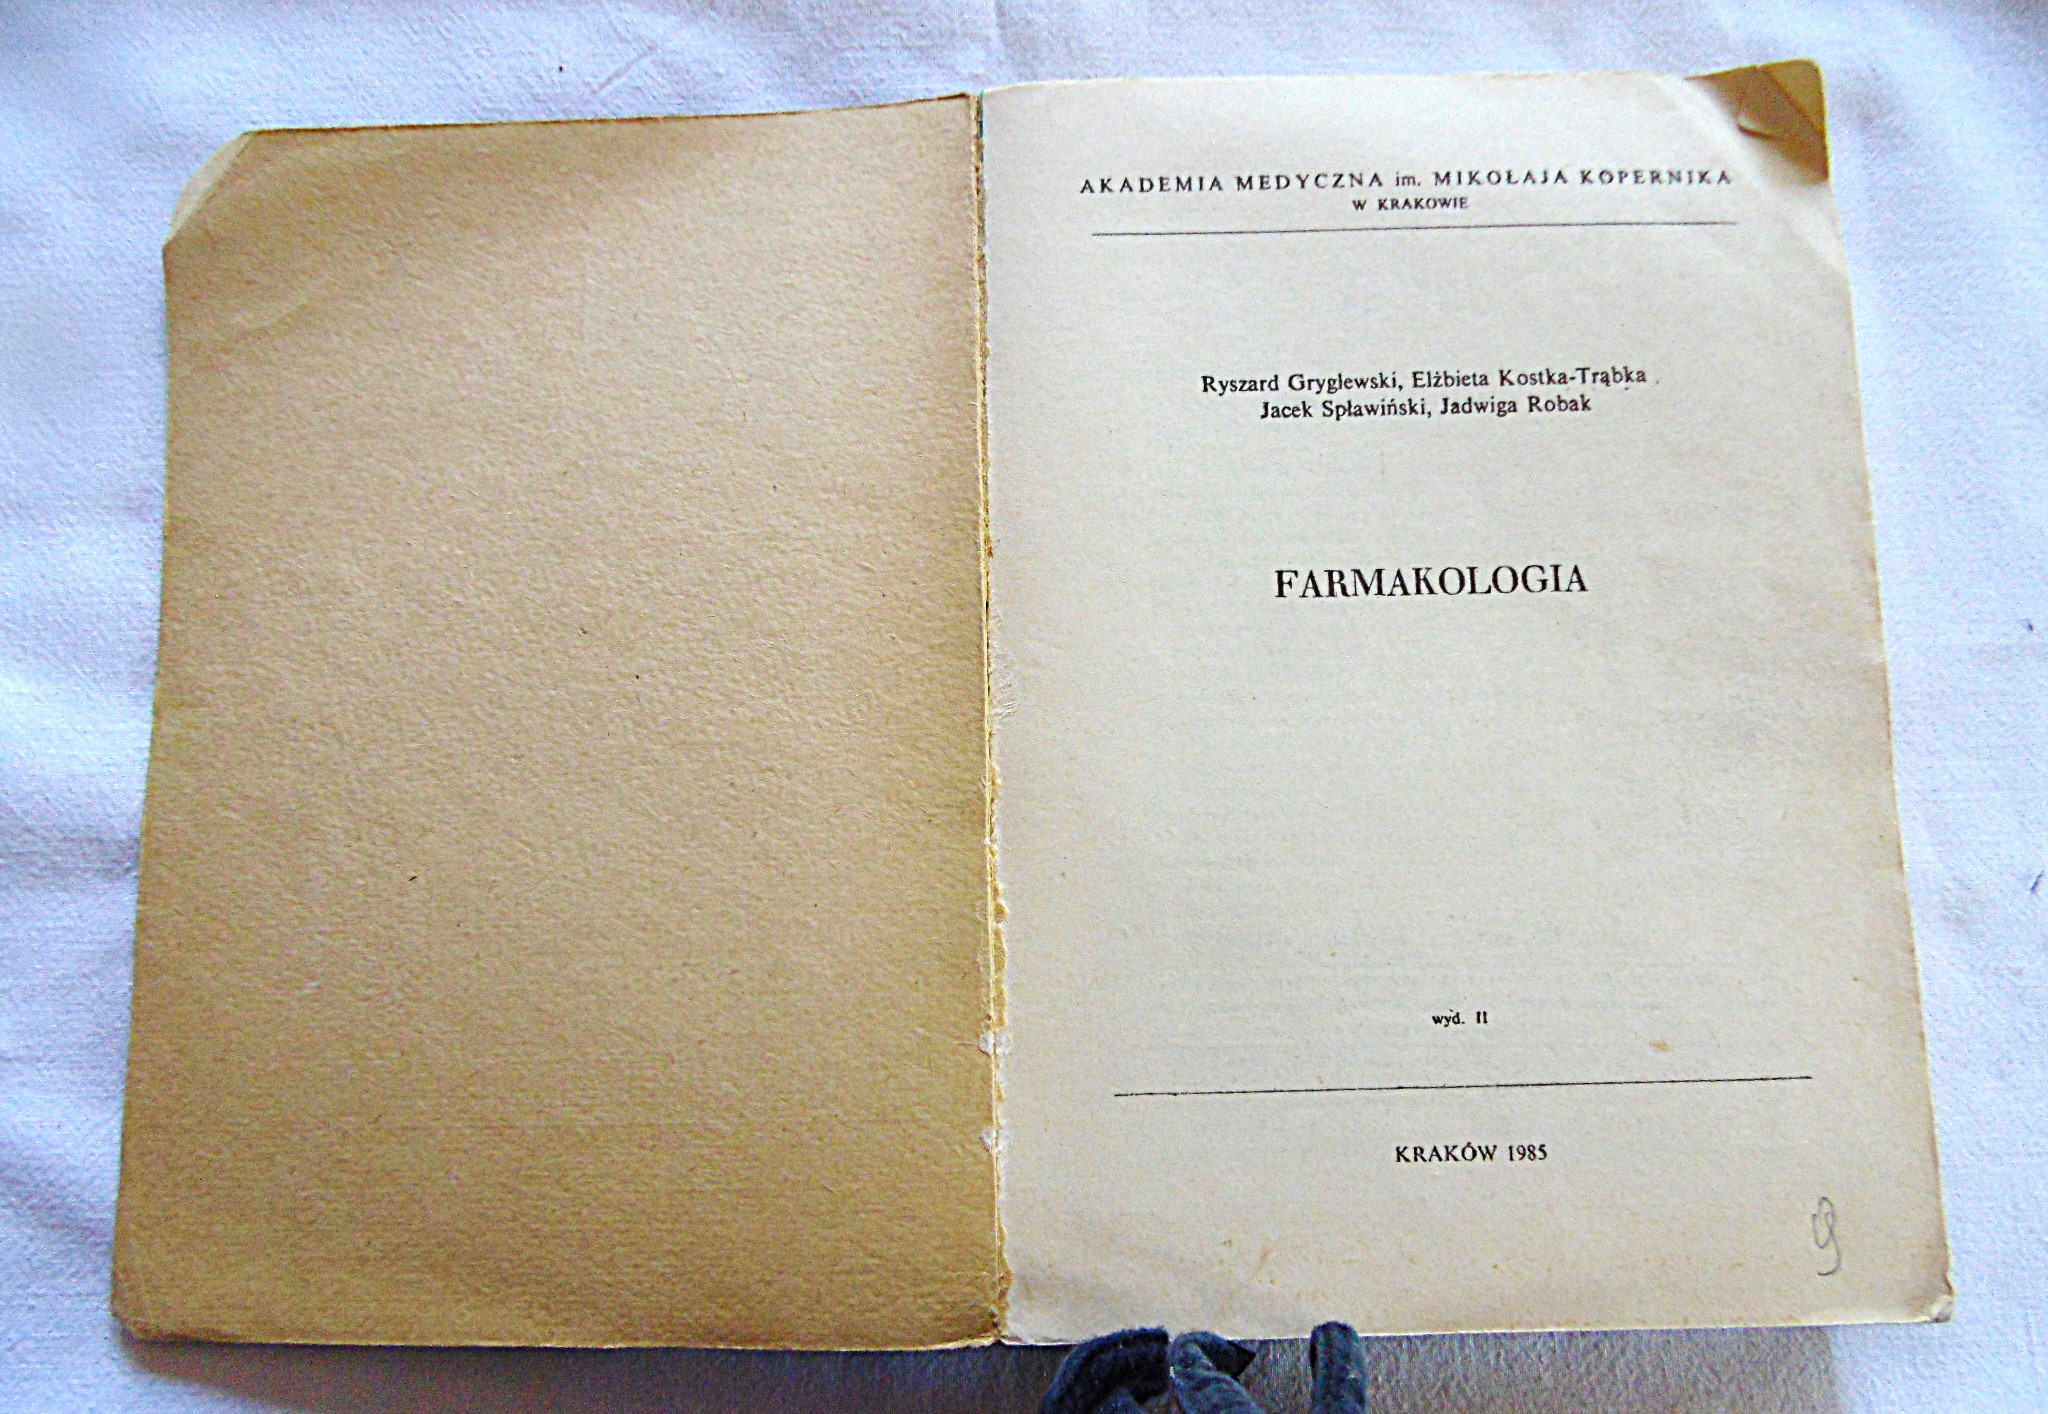 AKADEMIA MEDYCZNA im. MIKOŁAJA KOPERNIKA
W KRAKOWIE
Ryszard Gryglewski, Elżbieta Kostka-Trąbka
Jacek Spławiński, Jadwiga Robak
FARMAKOLOGIA
wyd. II
KRAKÓW 1985
9